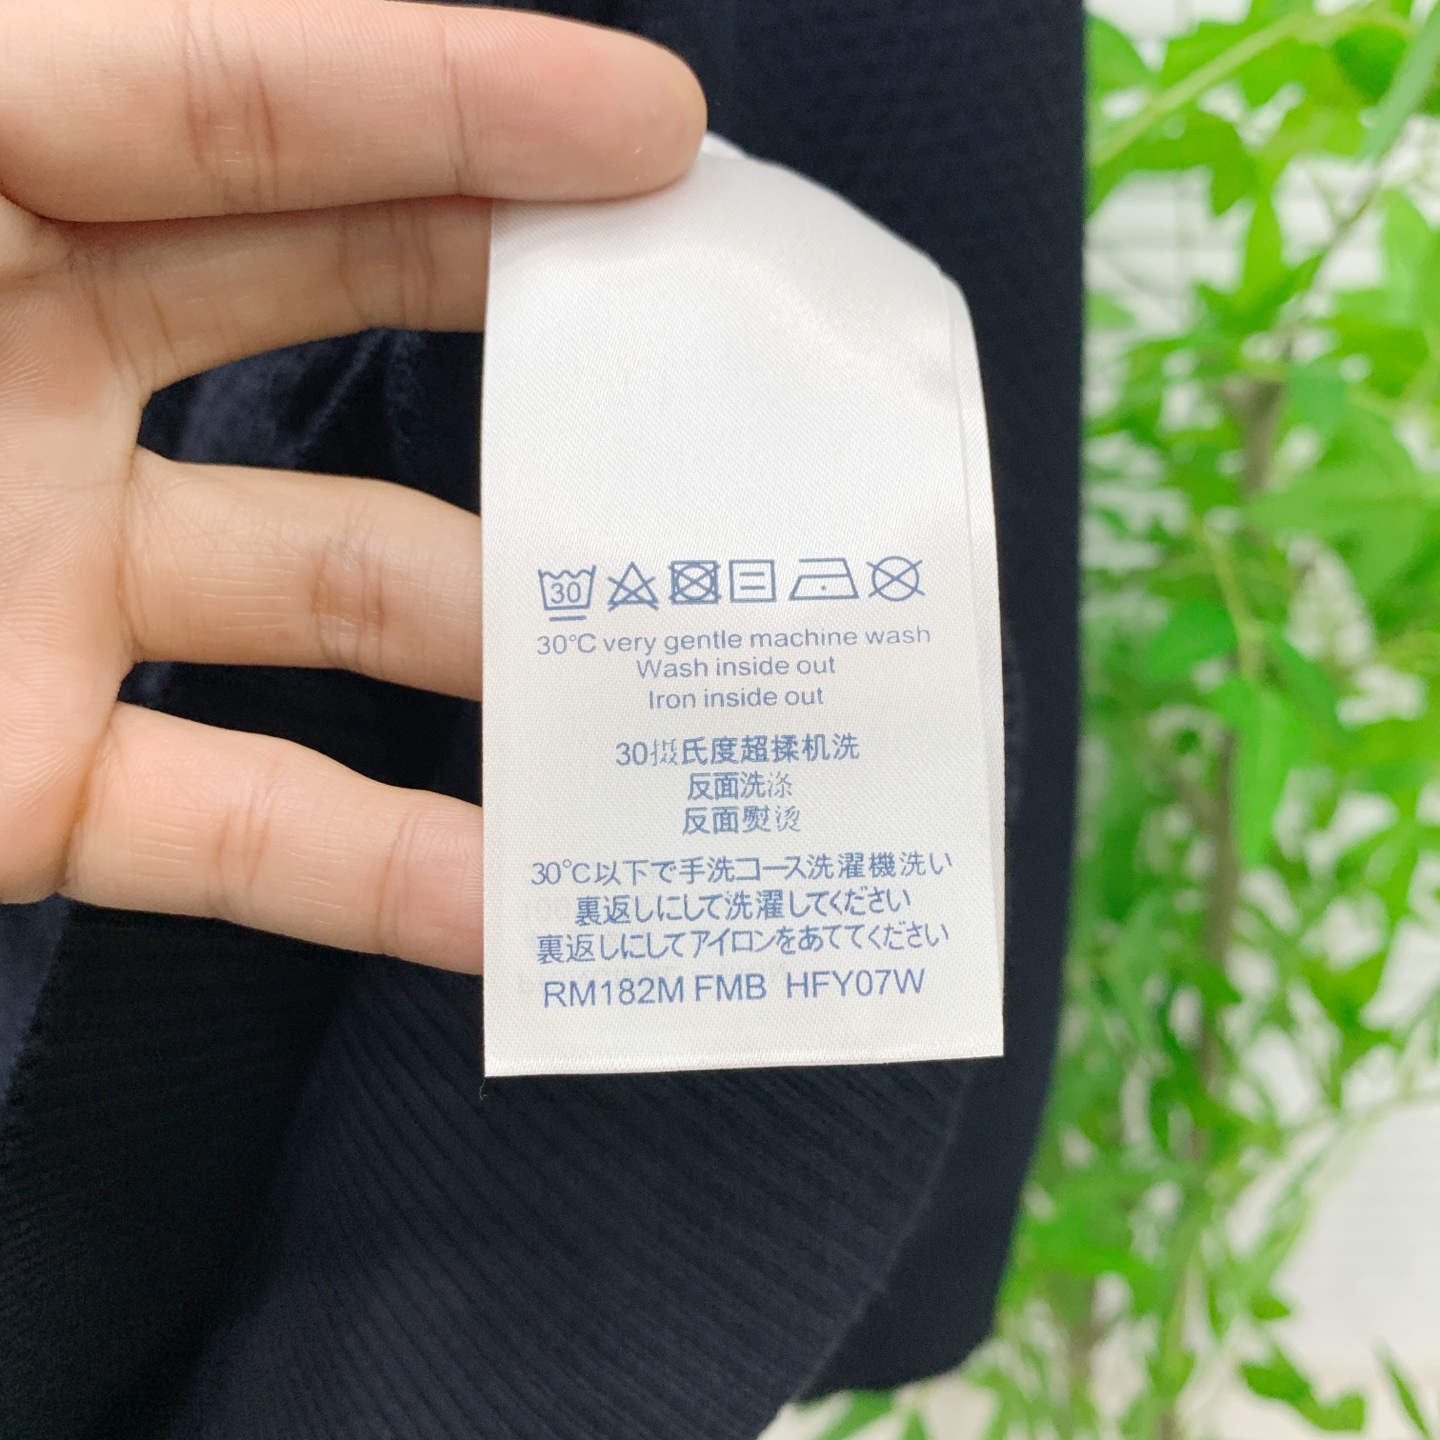 30
30°C very gentle machine wash
Wash inside out
Iron inside out
30摄氏度超揉机洗
反面洗涤
反面熨烫
30℃以下で手洗コース洗濯機洗い
裏返しにして洗濯してください
裏返しにしてアイロンをあててください
RM182M FMB HFY07W